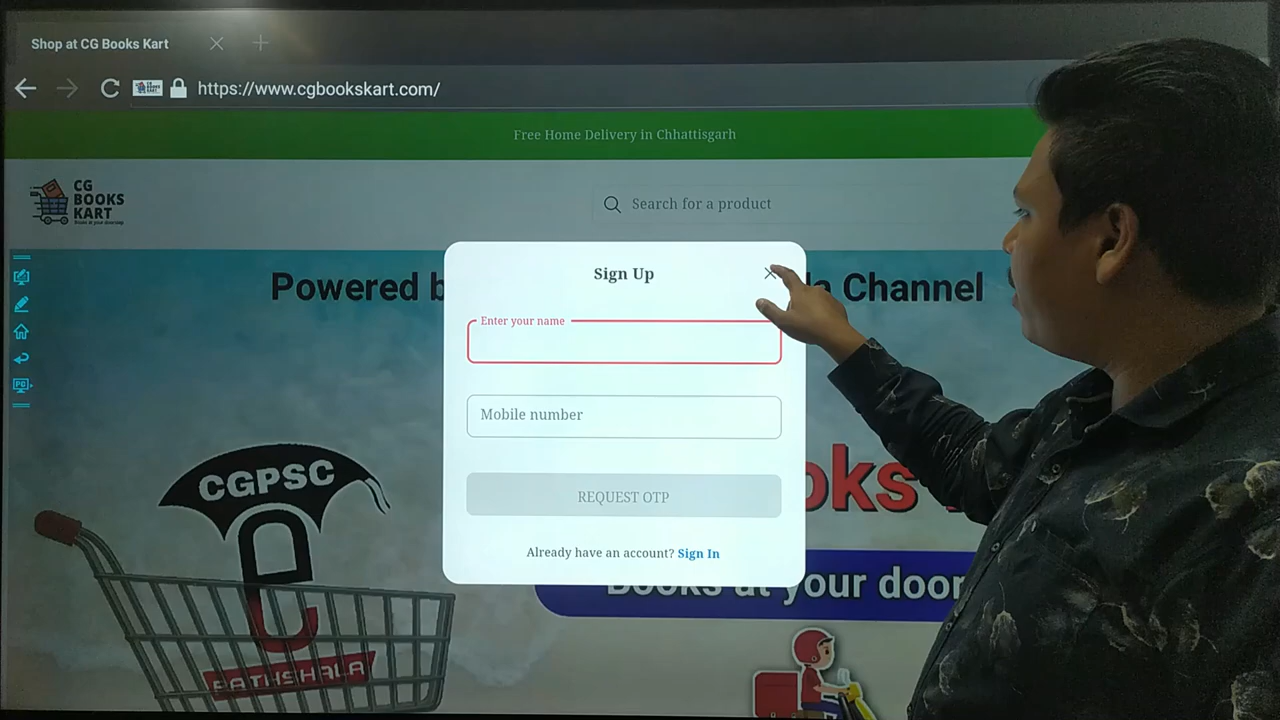 Shop at CG Books Kart
https://www.cgbookskart.com/
Free Home Delivery in Chhattisgarh
CG
BOOKS
KART
Search for a product
Powered b
la Channel
Sign Up
Enter your name
Mobile number
REQUEST OTP
Already have an account? Sign In
CGPSC
PATHSHALA
oks
Books at your door
PC